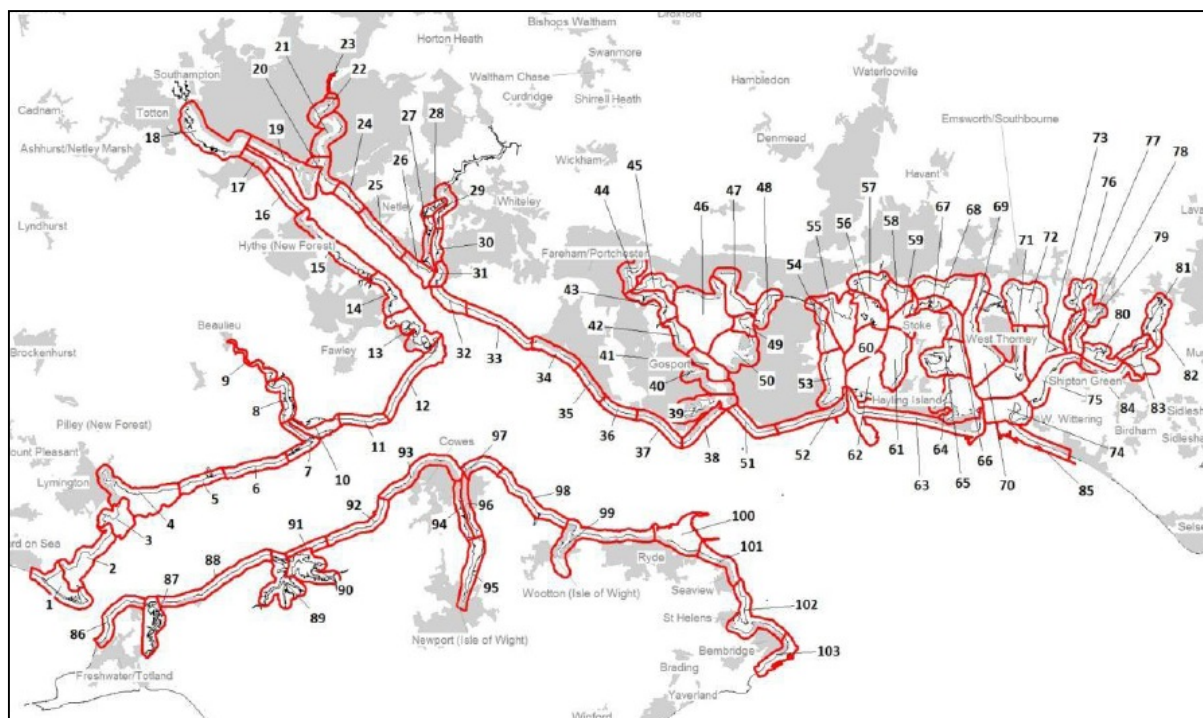 Droxford
Bishops Waltham
Horton Heath
Swanmore
23
21
22
20
Southampton
Waltham Chase
Curdridge
Shirrell Heath
Hambledon
Waterlooville
Cadnam
Totton
18
19
24
27
28
Emsworth/Southbourne
73
77
78
Ashhurst/Netley Marsh
26
Wickham
Denmead
76
17
25
29
Whiteley
44
45
47
48
57
Havant
67
68
69
79
46
56
58
Lyndhurst
16
Netley
30
55
59
71
72
81
Hythe (New Forest)
31
Fareham/Portchester
54
15
43
80
14
42
Stoke
Beaulieu
13
32
33
41
49
60
West Thorney
82
Brockenhurst
Fawley
34
Gosport
50
53
Shipton Green
9
40
75
84
83
8
12
35
39
Hayling Island
W. Wittering
Birdham
Sidlesham
Pilley (New Forest)
36
37
38
51
52
62
61
64
66
74
11
93
Cowes
97
63
65
70
85
Lymington
7
10
5
6
4
92
98
3
94
96
99
100
91
101
2
88
Ryde
1
87
95
Seaview
90
Wootton (Isle of Wight)
102
86
89
St Helens
Newport (Isle of Wight)
Bembridge
103
Freshwater/Totland
Brading
Yaverland